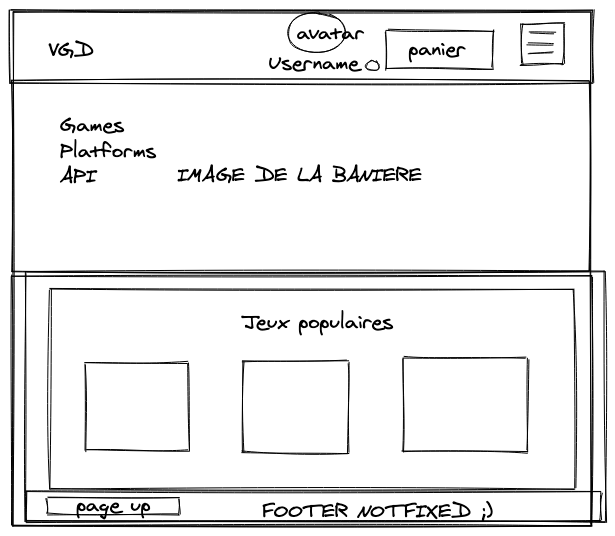 VGD
avatar
Username
panier
Games
Platforms
API
IMAGE DE LA BANIERE
Jeux populaires
page up
FOOTER NOTFIXED ;)